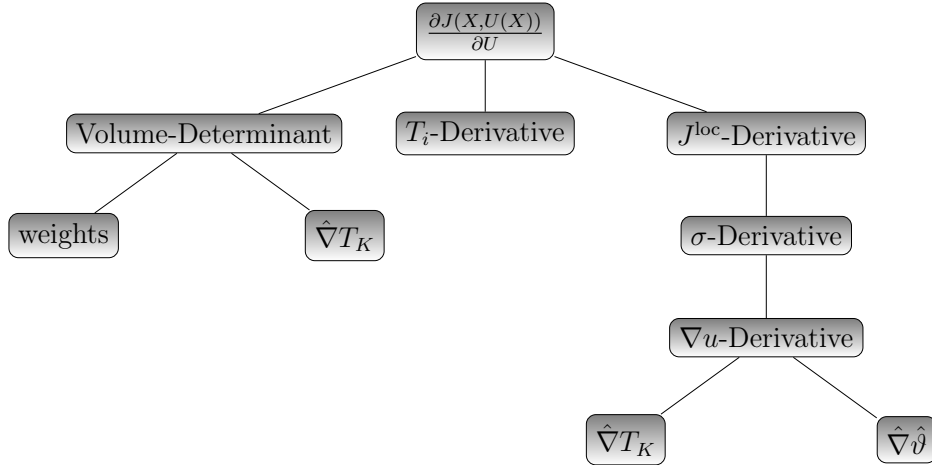 ∂J(X,U(X))
∂U
Volume-Determinant
T_i-Derivative
J^loc-Derivative
weights
∇̂T_K
σ-Derivative
∇u-Derivative
∇̂T_K
∇̂ϑ̂